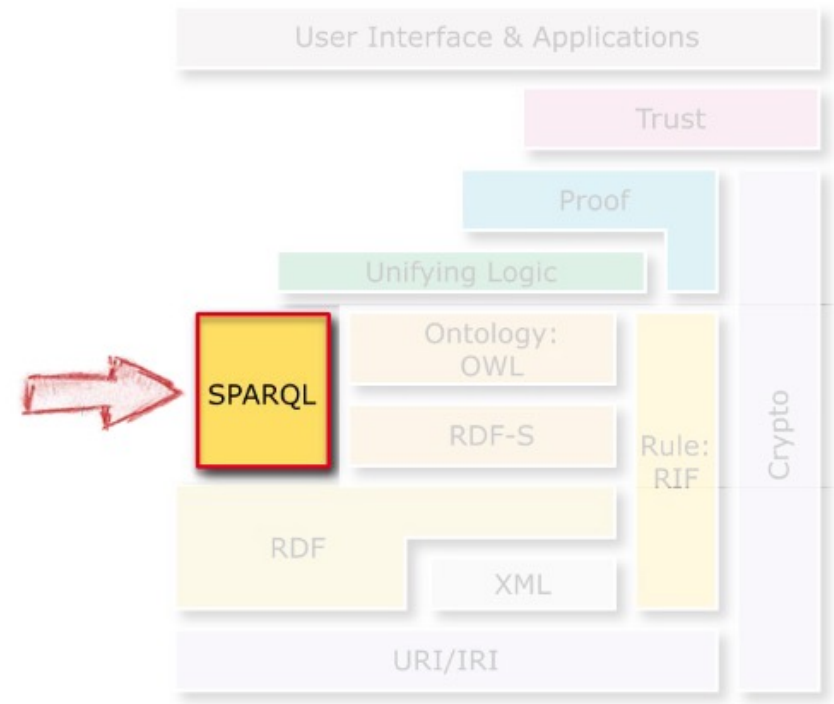 User Interface & Applications
Trust
Proof
Unifying Logic
SPARQL
Ontology:
OWL
RDF-S
Rule:
RIF
Crypto
RDF
XML
URI/IRI